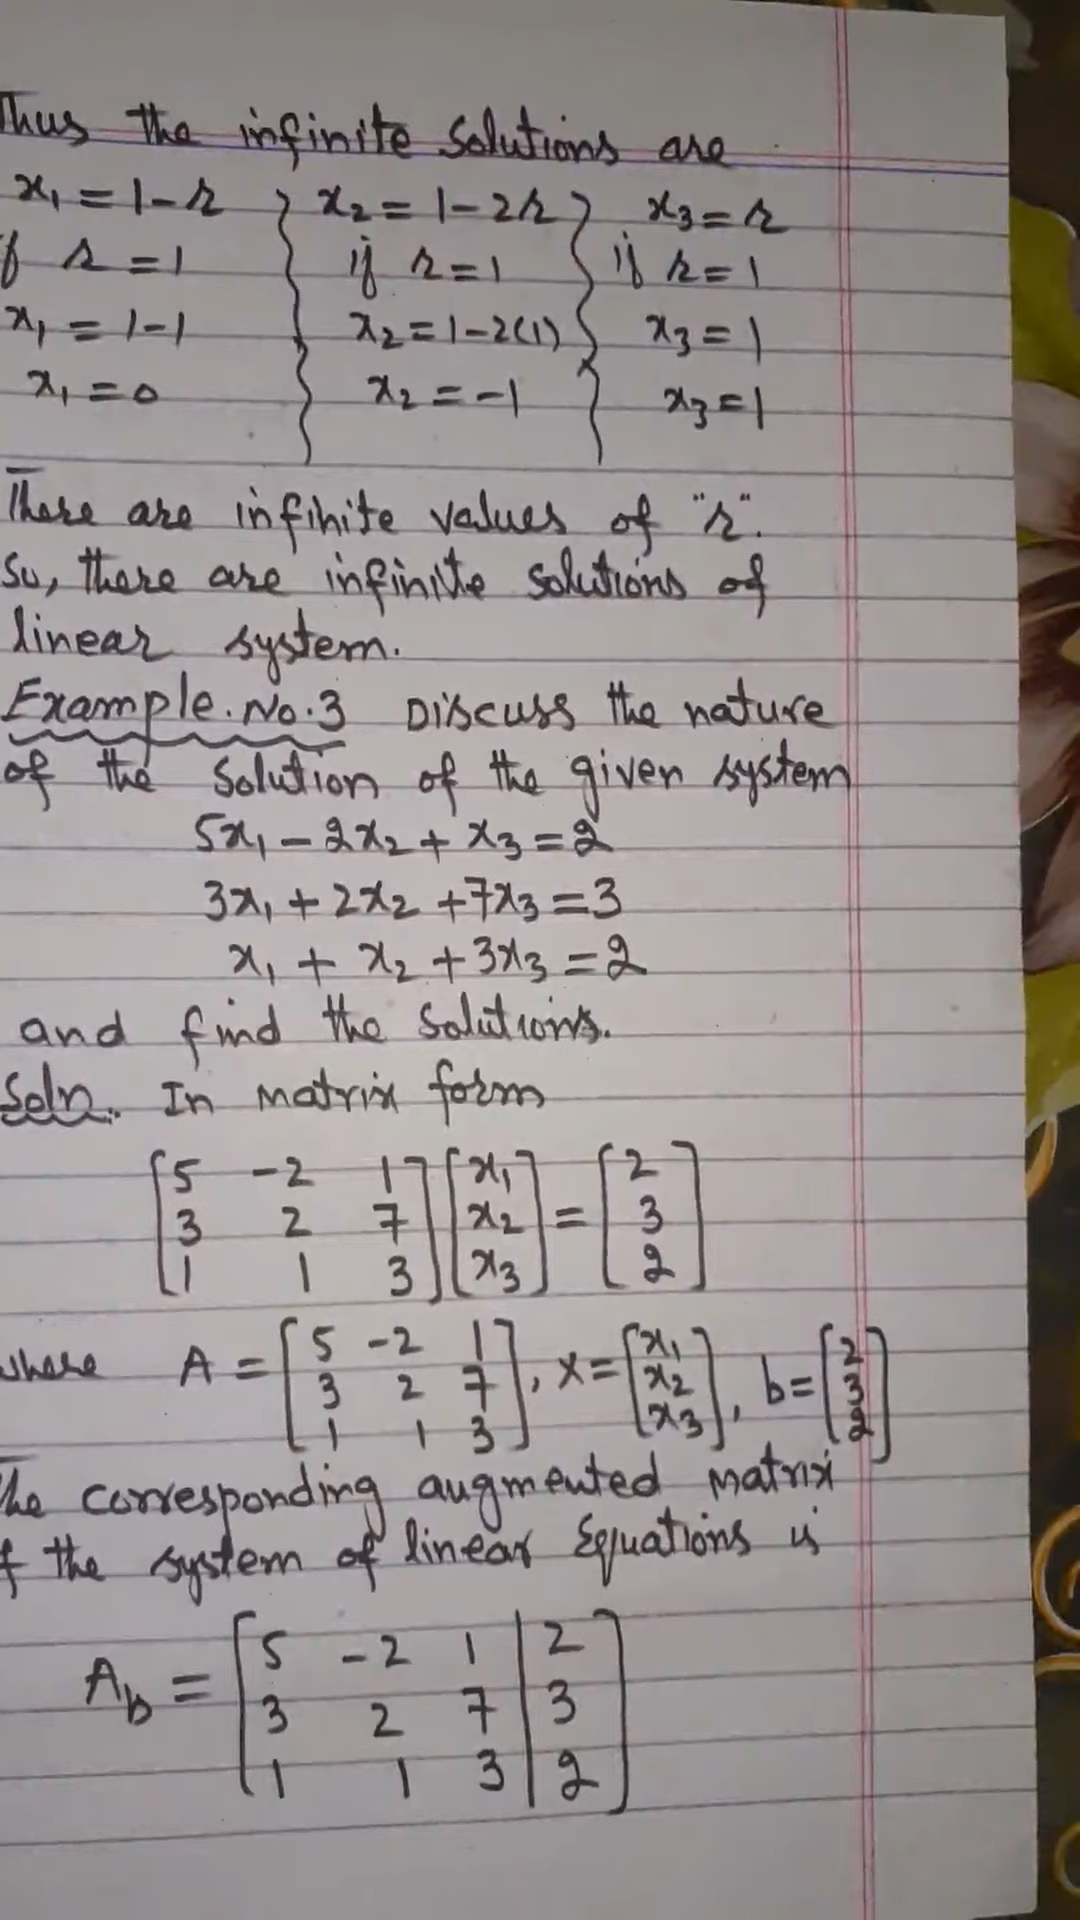 Thus the infinite solutions are
x₁ = 1 - r } x₂ = 1 - 2r } x₃ = r
if r = 1 if r = 1 if r = 1
x₁ = 1 - 1 x₂ = 1 - 2(1) x₃ = 1
x₁ = 0 x₂ = -1 x₃ = 1
There are infinite values of "r".
So, there are infinite solutions of
linear system.
Example.No.3 Discuss the nature
of the solution of the given system
5x₁ - 2x₂ + x₃ = 2
3x₁ + 2x₂ + 7x₃ = 3
x₁ + x₂ + 3x₃ = 2
and find the solutions.
Soln. In matrix form
[5 -2 1] [x₁] = [2]
[3 2 7] [x₂] [3]
[1 1 3] [x₃] [2]
where A = [5 -2 1], x = [x₁], b = [2]
[3 2 7] [x₂] [3]
[1 1 3] [x₃] [2]
The corresponding augmented matrix
of the system of linear Equations is
A_b = [5 -2 1 | 2]
[3 2 7 | 3]
[1 1 3 | 2]